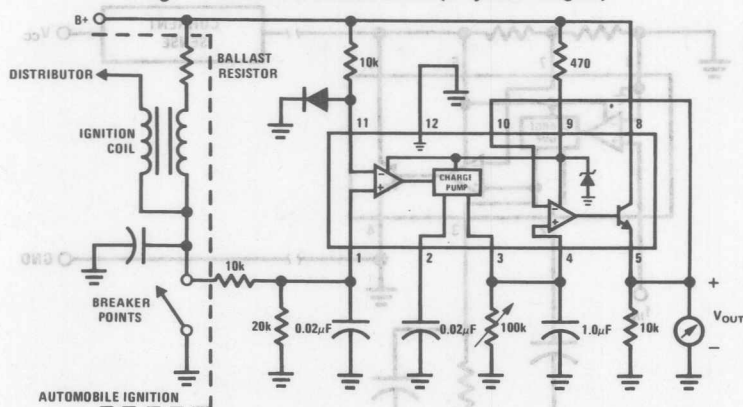 B+
DISTRIBUTOR
BALLAST
RESISTOR
IGNITION
COIL
10k
470
11
12
10
9
8
CHARGE
PUMP
1
2
3
4
5
10k
BREAKER
POINTS
20k
0.02μF
0.02μF
100k
1.0μF
10k
+
VOUT
−
AUTOMOBILE IGNITION